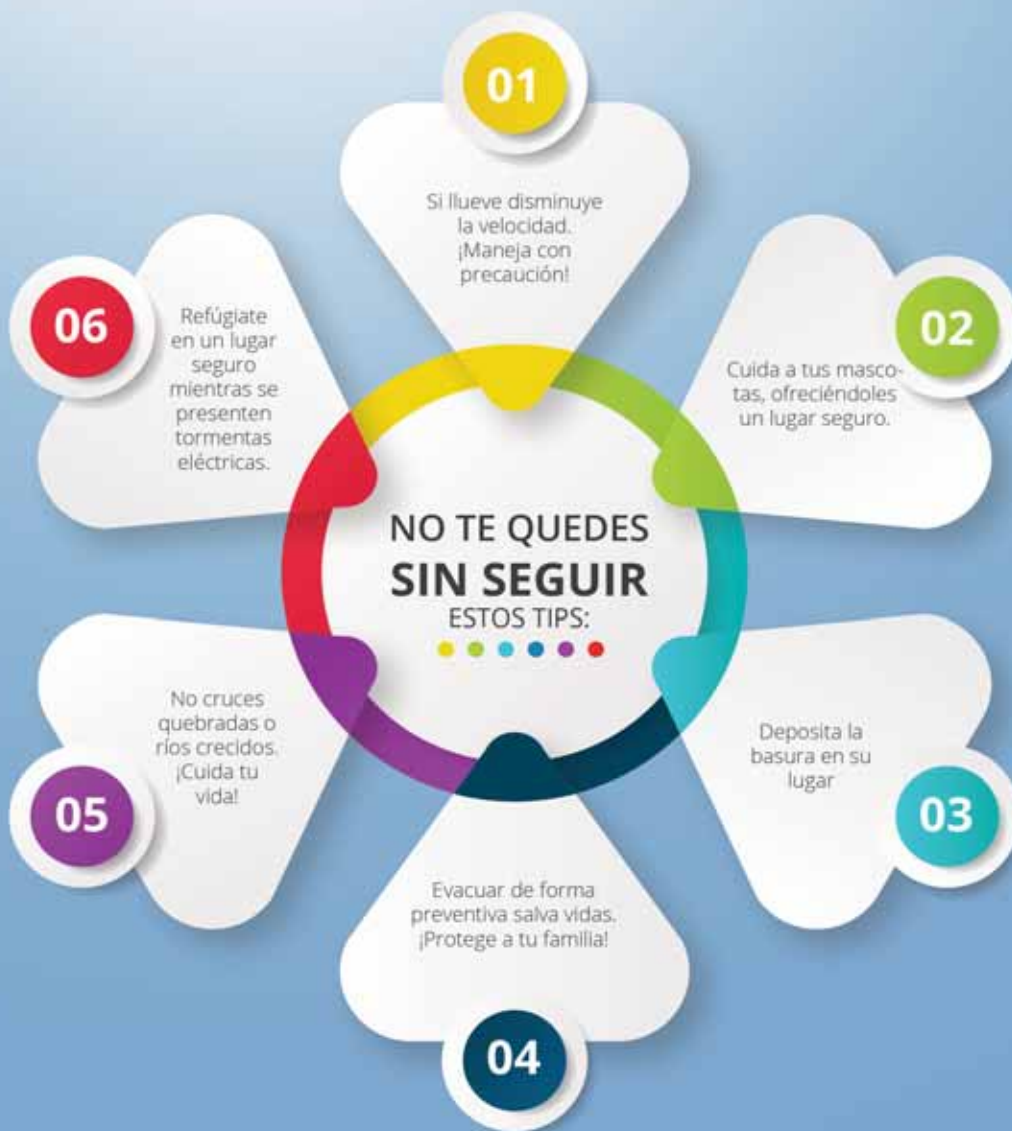 01
Si llueve disminuye
la velocidad.
¡Maneja con
precaución!
02
Cuida a tus masco-
tas, ofreciéndoles
un lugar seguro.
03
Deposita la
basura en su
lugar
04
Evacuar de forma
preventiva salva vidas.
¡Protege a tu familia!
05
No cruces
quebradas o
ríos crecidos.
¡Cuida tu
vida!
06
Refúgiate
en un lugar
seguro
mientras se
presenten
tormentas
eléctricas.
NO TE QUEDES
SIN SEGUIR
ESTOS TIPS: